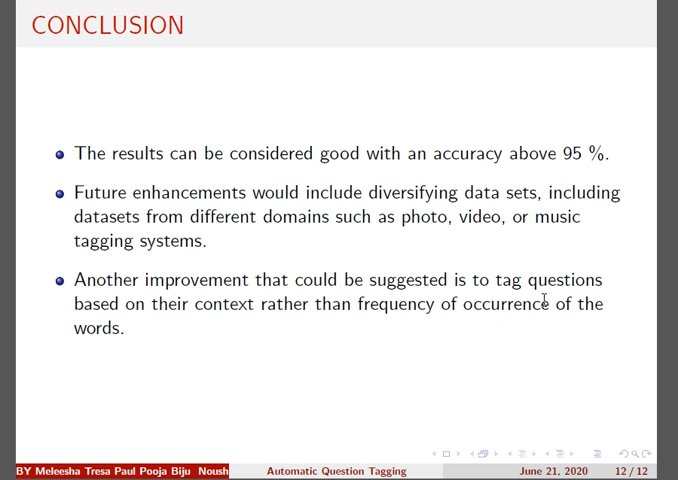 CONCLUSION
The results can be considered good with an accuracy above 95 %.
Future enhancements would include diversifying data sets, including
datasets from different domains such as photo, video, or music
tagging systems.
Another improvement that could be suggested is to tag questions
based on their context rather than frequency of occurrence of the
words.
BY Meleesha Tresa Paul Pooja Biju Noush
Automatic Question Tagging
June 21, 2020
12 / 12